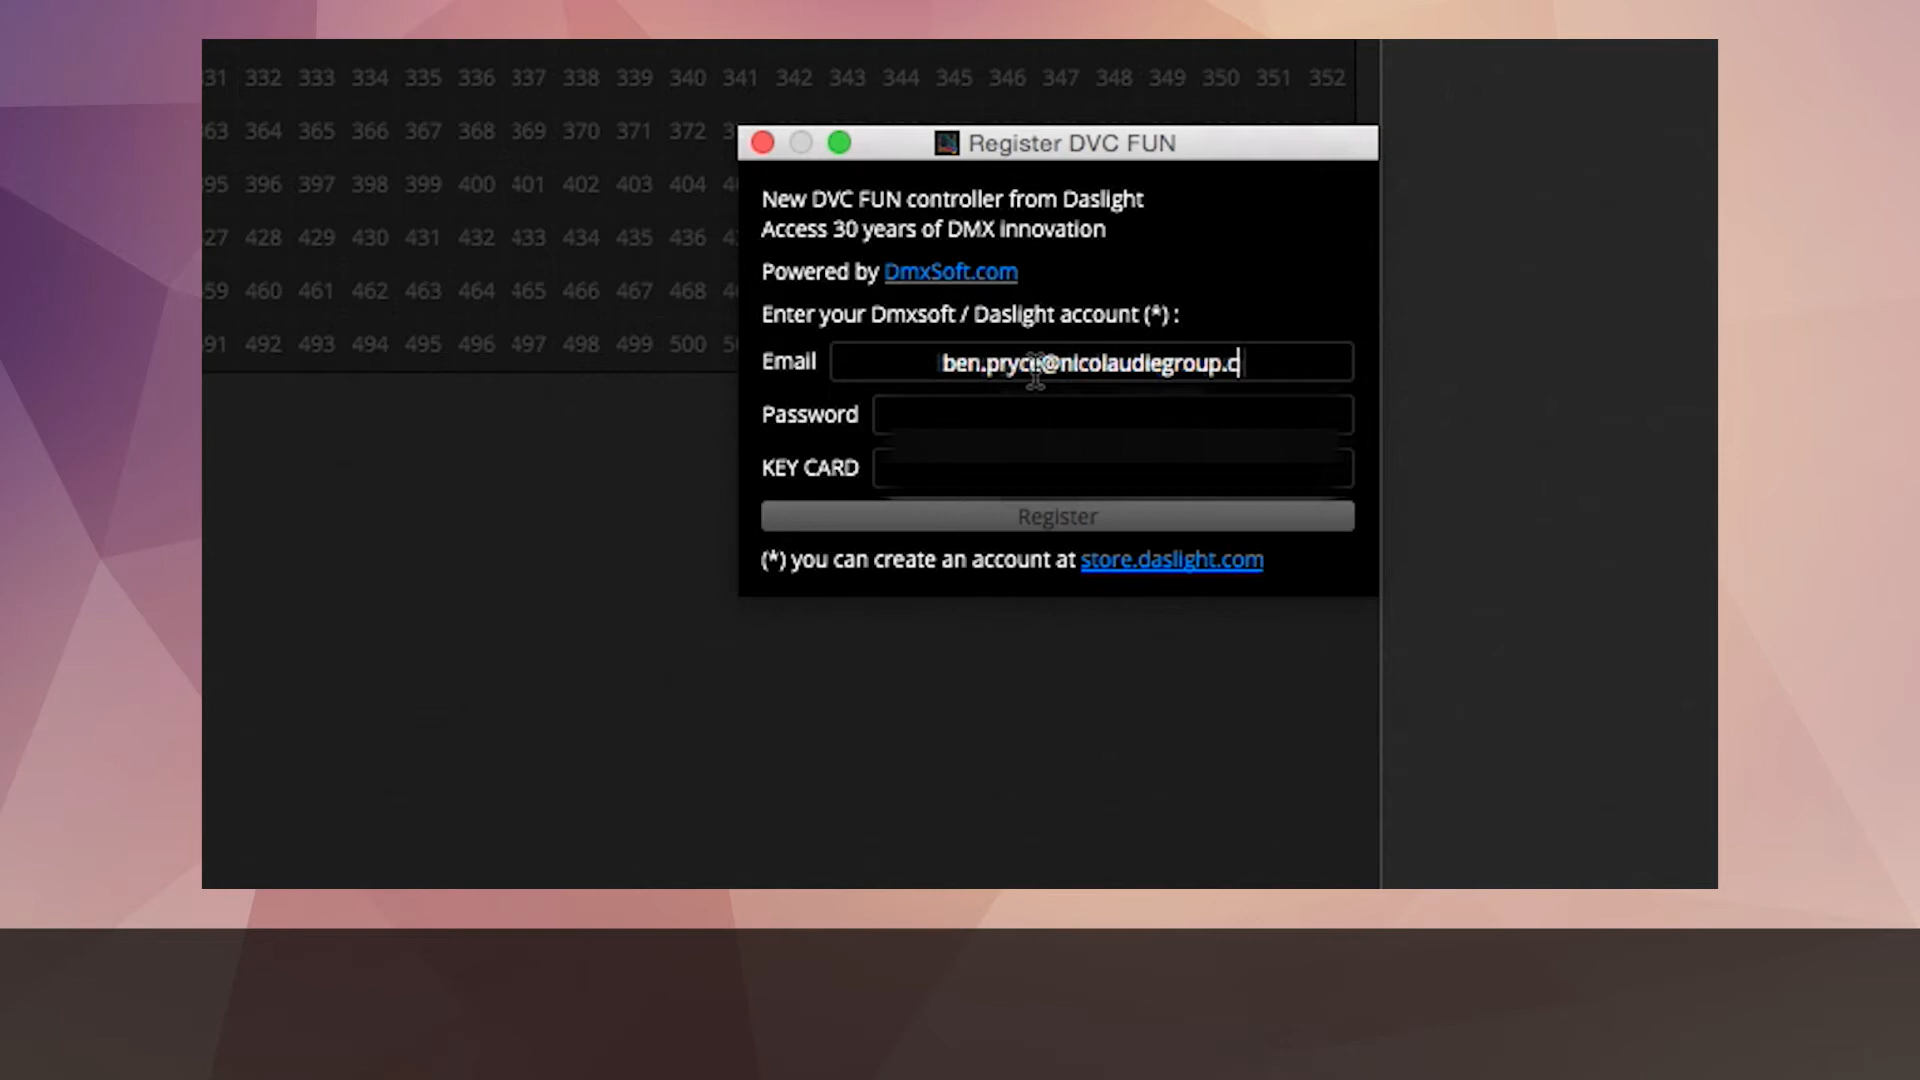 331 332 333 334 335 336 337 338 339 340 341 342 343 344 345 346 347 348 349 350 351 352
363 364 365 366 367 368 369 370 371 372
395 396 397 398 399 400 401 402 403 404
427 428 429 430 431 432 433 434 435 436
459 460 461 462 463 464 465 466 467 468
491 492 493 494 495 496 497 498 499 500
Register DVC FUN
New DVC FUN controller from Daslight
Access 30 years of DMX innovation
Powered by DmxSoft.com
Enter your Dmxsoft / Daslight account (*) :
Email ben.pryce@nicolaudiegroup.c
Password
KEY CARD
Register
(*) you can create an account at store.daslight.com